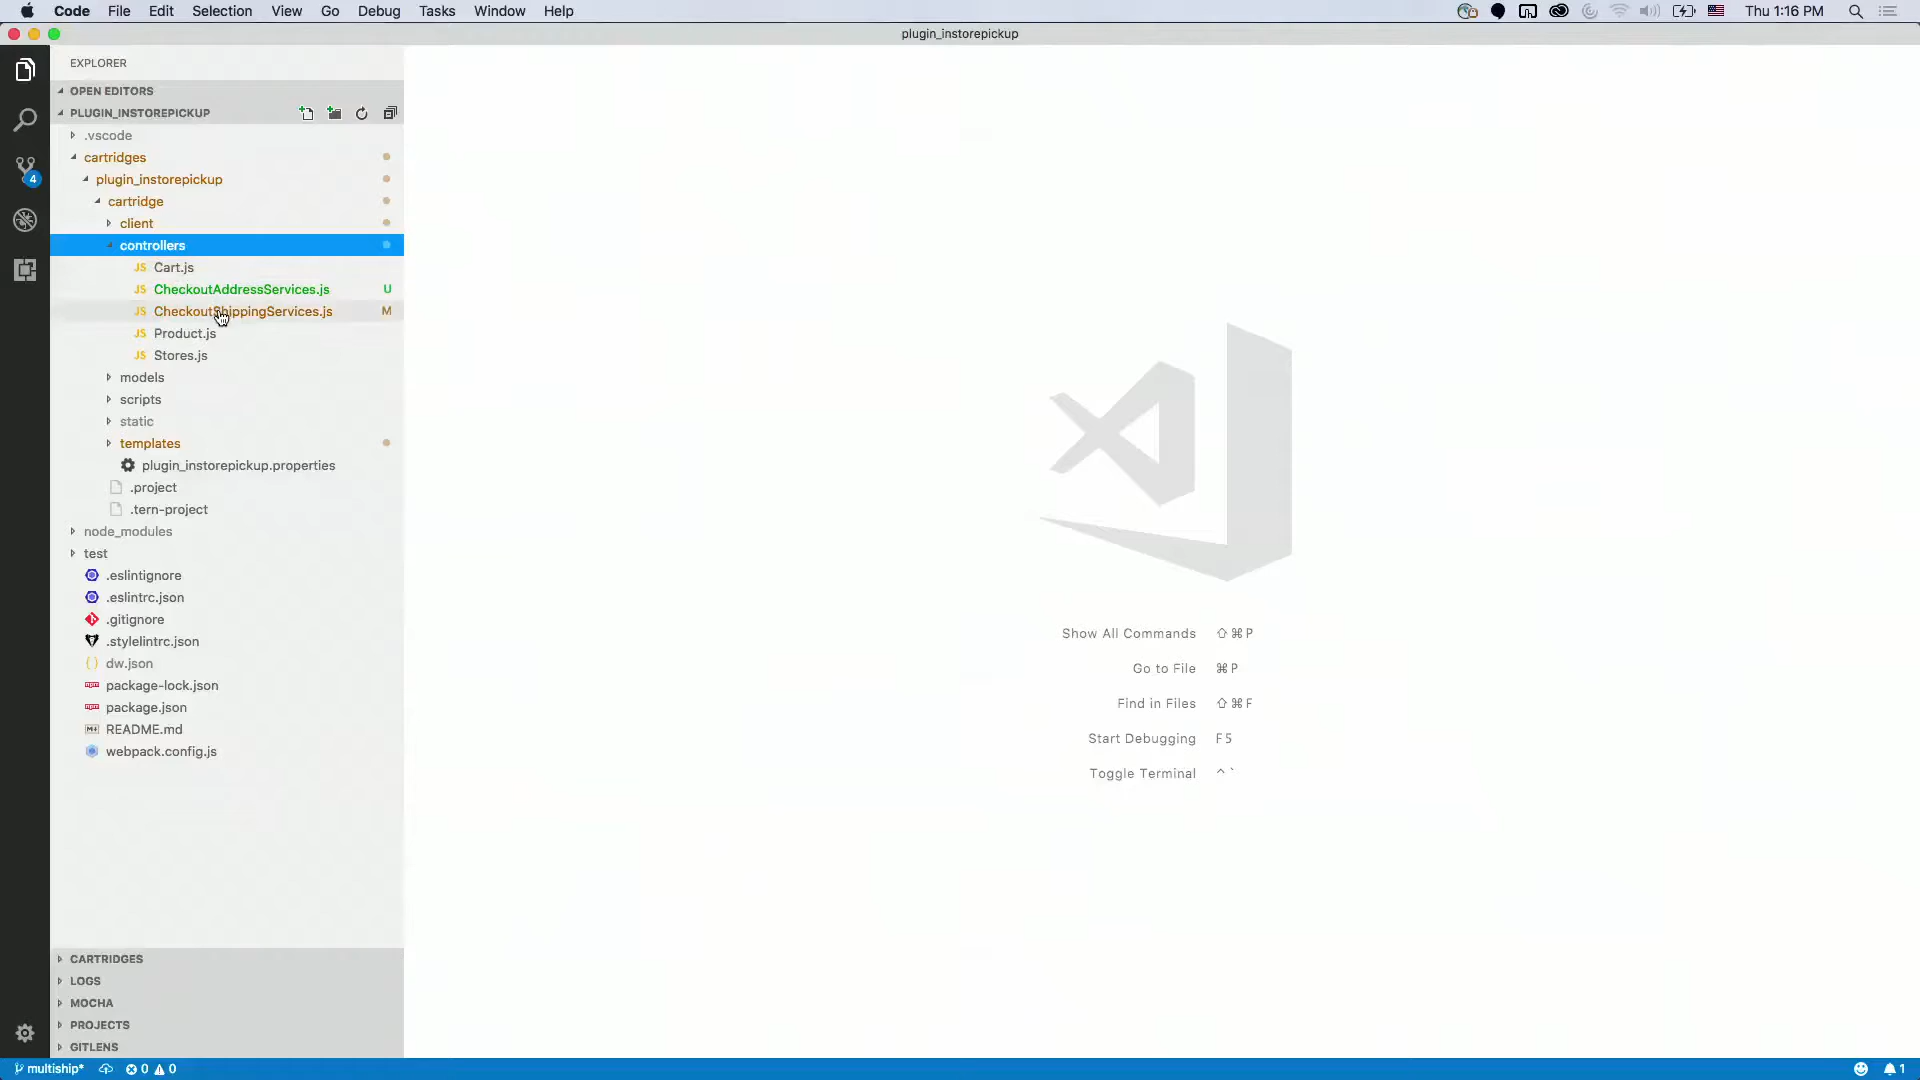 Code File Edit Selection View Go Debug Tasks Window Help Thu 1:16 PM
plugin_instorepickup
EXPLORER
OPEN EDITORS
PLUGIN_INSTOREPICKUP
.vscode
cartridges
plugin_instorepickup
cartridge
client
controllers
JS Cart.js
JS CheckoutAddressServices.js U
JS CheckoutShippingServices.js M
JS Product.js
JS Stores.js
models
scripts
static
templates
plugin_instorepickup.properties
.project
.tern-project
node_modules
test
.eslintignore
.eslintrc.json
.gitignore
.stylelintrc.json
{} dw.json
package-lock.json
package.json
README.md
webpack.config.js
4
Show All Commands ⇧⌘P
Go to File ⌘P
Find in Files ⇧⌘F
Start Debugging F5
Toggle Terminal ^`
CARTRIDGES
LOGS
MOCHA
PROJECTS
GITLENS
multiship* 0 0 1